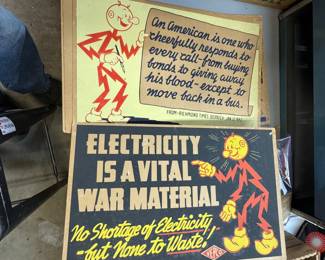 An American is one who
cheerfully responds to
every call-from buying
bonds to giving away
his blood-except to
move back in a bus.
ELECTRICITY
IS A VITAL
WAR MATERIAL
No Shortage of Electricity
-but None to Waste!